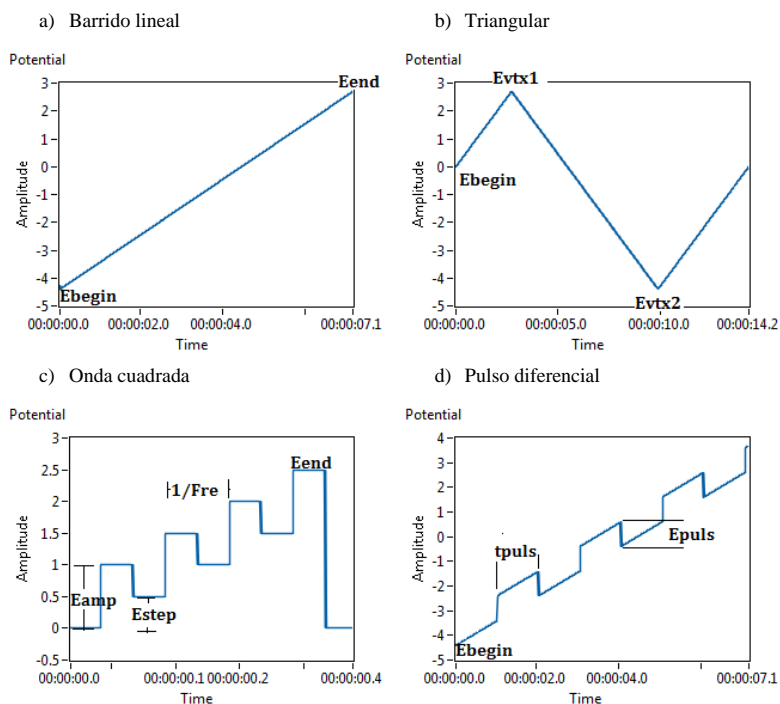 a) Barrido lineal
Potential
Eend
3
2
1
0
-1
-2
-3
-4
-5
Amplitude
Ebegin
00:00:00.0 00:00:02.0 00:00:04.0 00:00:07.1
Time
b) Triangular
Potential
Evtx1
3
2
1
0
-1
-2
-3
-4
-5
Amplitude
Ebegin
Evtx2
00:00:00.0 00:00:05.0 00:00:10.0 00:00:14.2
Time
c) Onda cuadrada
Potential
3
2.5
2
1.5
1
0.5
0
-0.5
Amplitude
Eend
1/Fre
Eamp
Estep
00:00:00.0 00:00:00.1 00:00:00.2 00:00:00.4
Time
d) Pulso diferencial
Potential
4
3
2
1
0
-1
-2
-3
-4
-5
Amplitude
tpuls
Epuls
Ebegin
00:00:00.0 00:00:02.0 00:00:04.0 00:00:07.1
Time